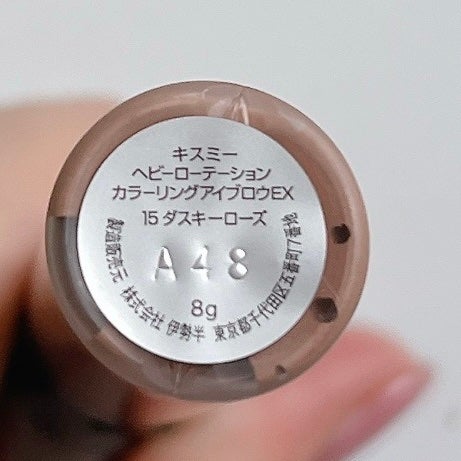 キスミー
ヘビーローテーション
カラーリングアイブロウEX
15 ダスキーローズ
A48
8g
製造販売元 株式会社 伊勢半 東京都千代田区五番町7番地